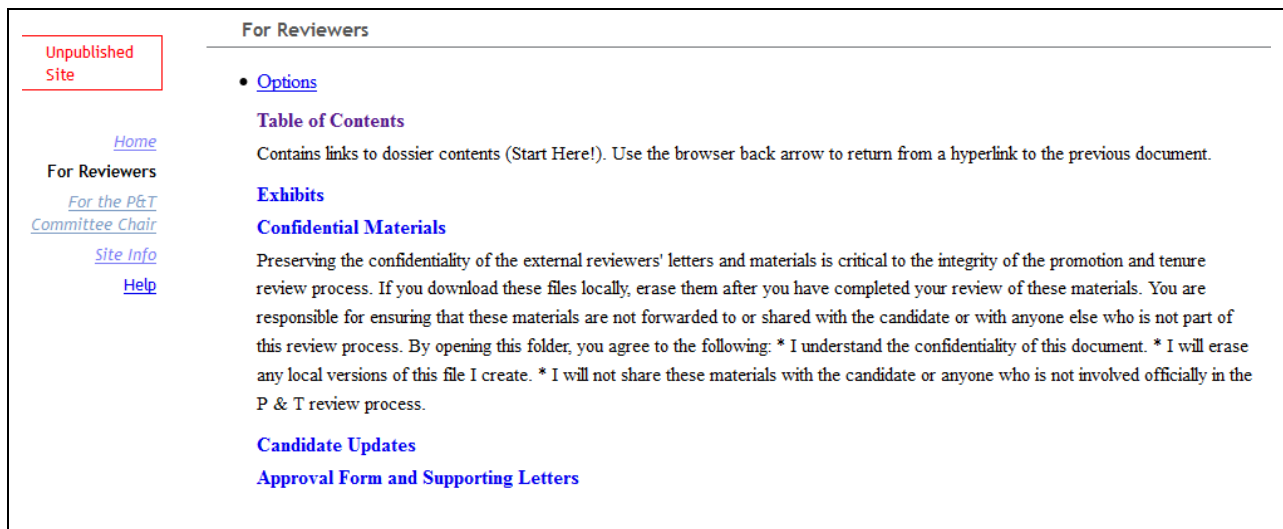 For Reviewers
Unpublished
Site
Home
For Reviewers
For the P&T
Committee Chair
Site Info
Help
• Options
Table of Contents
Contains links to dossier contents (Start Here!). Use the browser back arrow to return from a hyperlink to the previous document.
Exhibits
Confidential Materials
Preserving the confidentiality of the external reviewers' letters and materials is critical to the integrity of the promotion and tenure
review process. If you download these files locally, erase them after you have completed your review of these materials. You are
responsible for ensuring that these materials are not forwarded to or shared with the candidate or with anyone else who is not part of
this review process. By opening this folder, you agree to the following: * I understand the confidentiality of this document. * I will erase
any local versions of this file I create. * I will not share these materials with the candidate or anyone who is not involved officially in the
P & T review process.
Candidate Updates
Approval Form and Supporting Letters